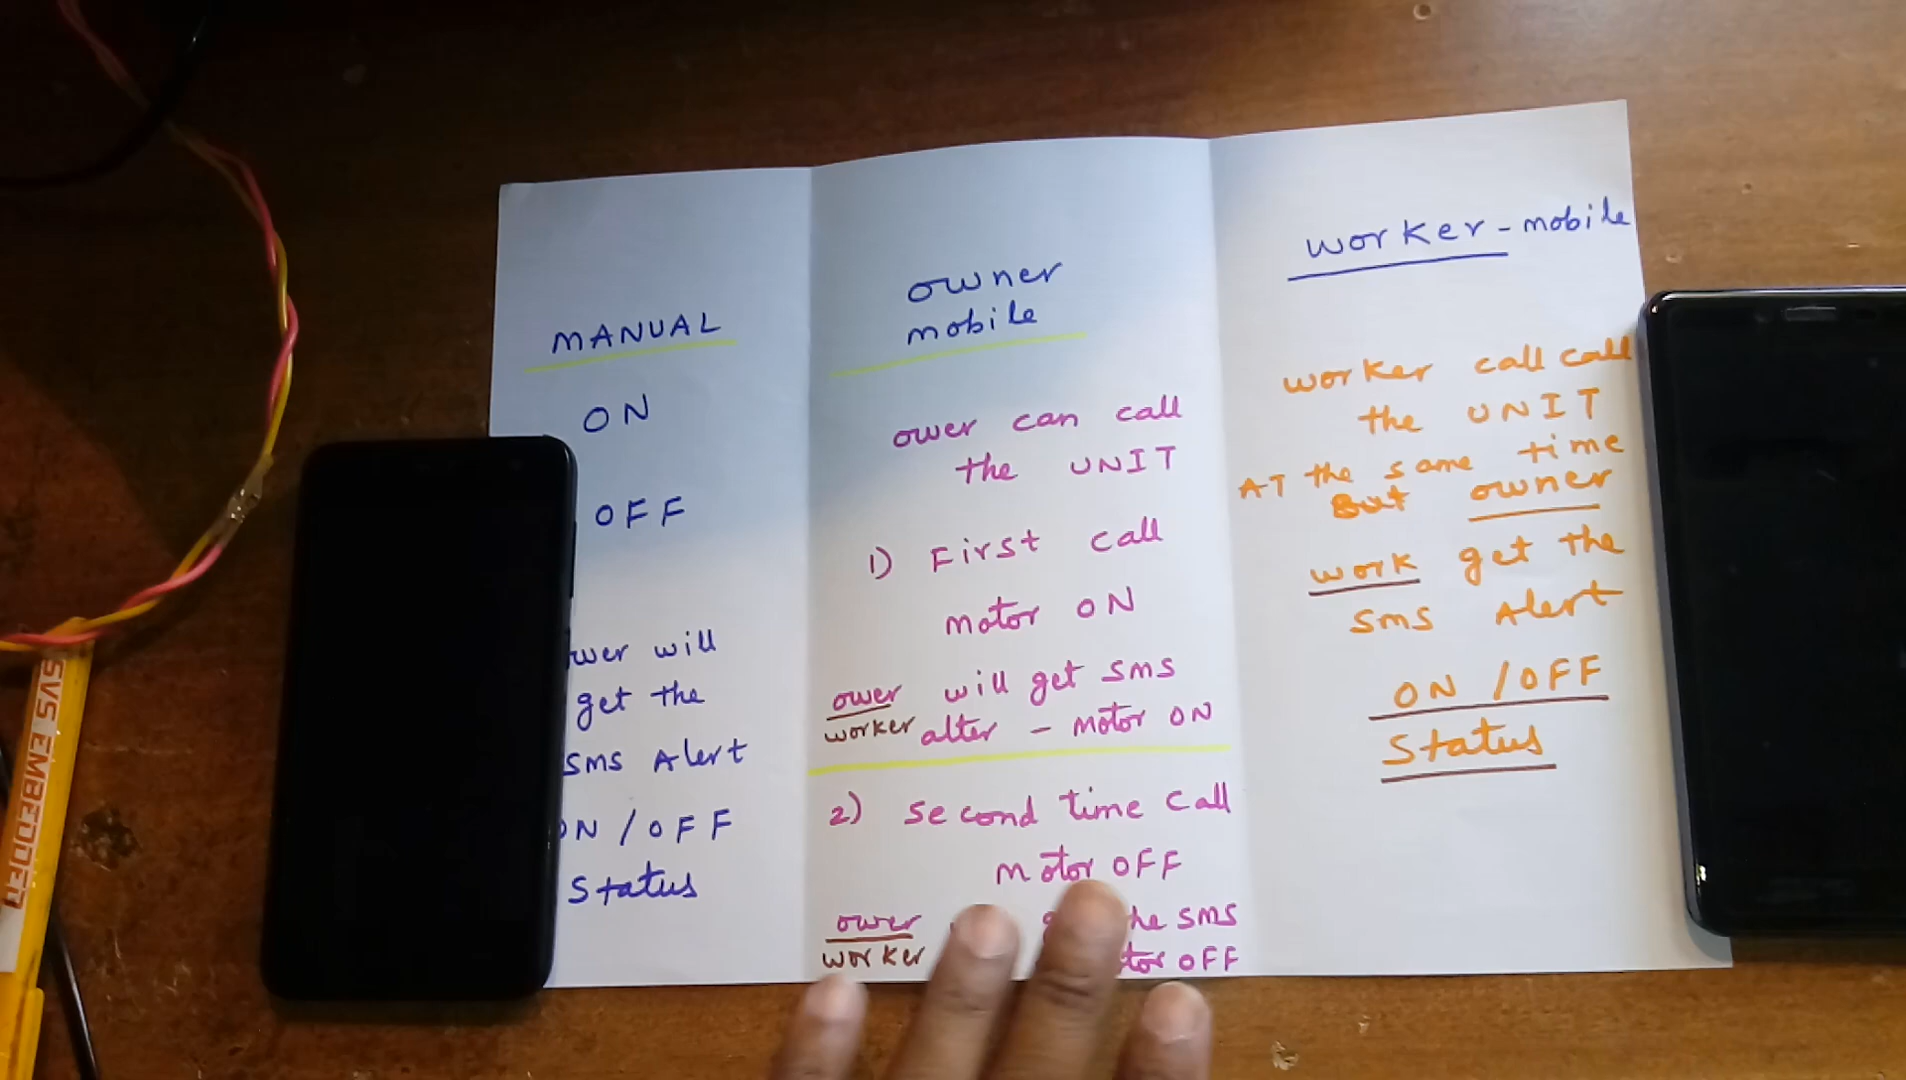 MANUAL
ON
OFF
wer will
get the
SMS Alert
ON / OFF
Status
owner
mobile
ower can call
the UNIT
1) First call
motor ON
ower will get sms
worker alter - motor ON
2) second time call
motor OFF
ower the SMS
worker OFF
worker - mobile
worker call call
the UNIT
AT the same time
But owner
work get the
sms Alert
ON / OFF
Status
SVS EMBEDDED